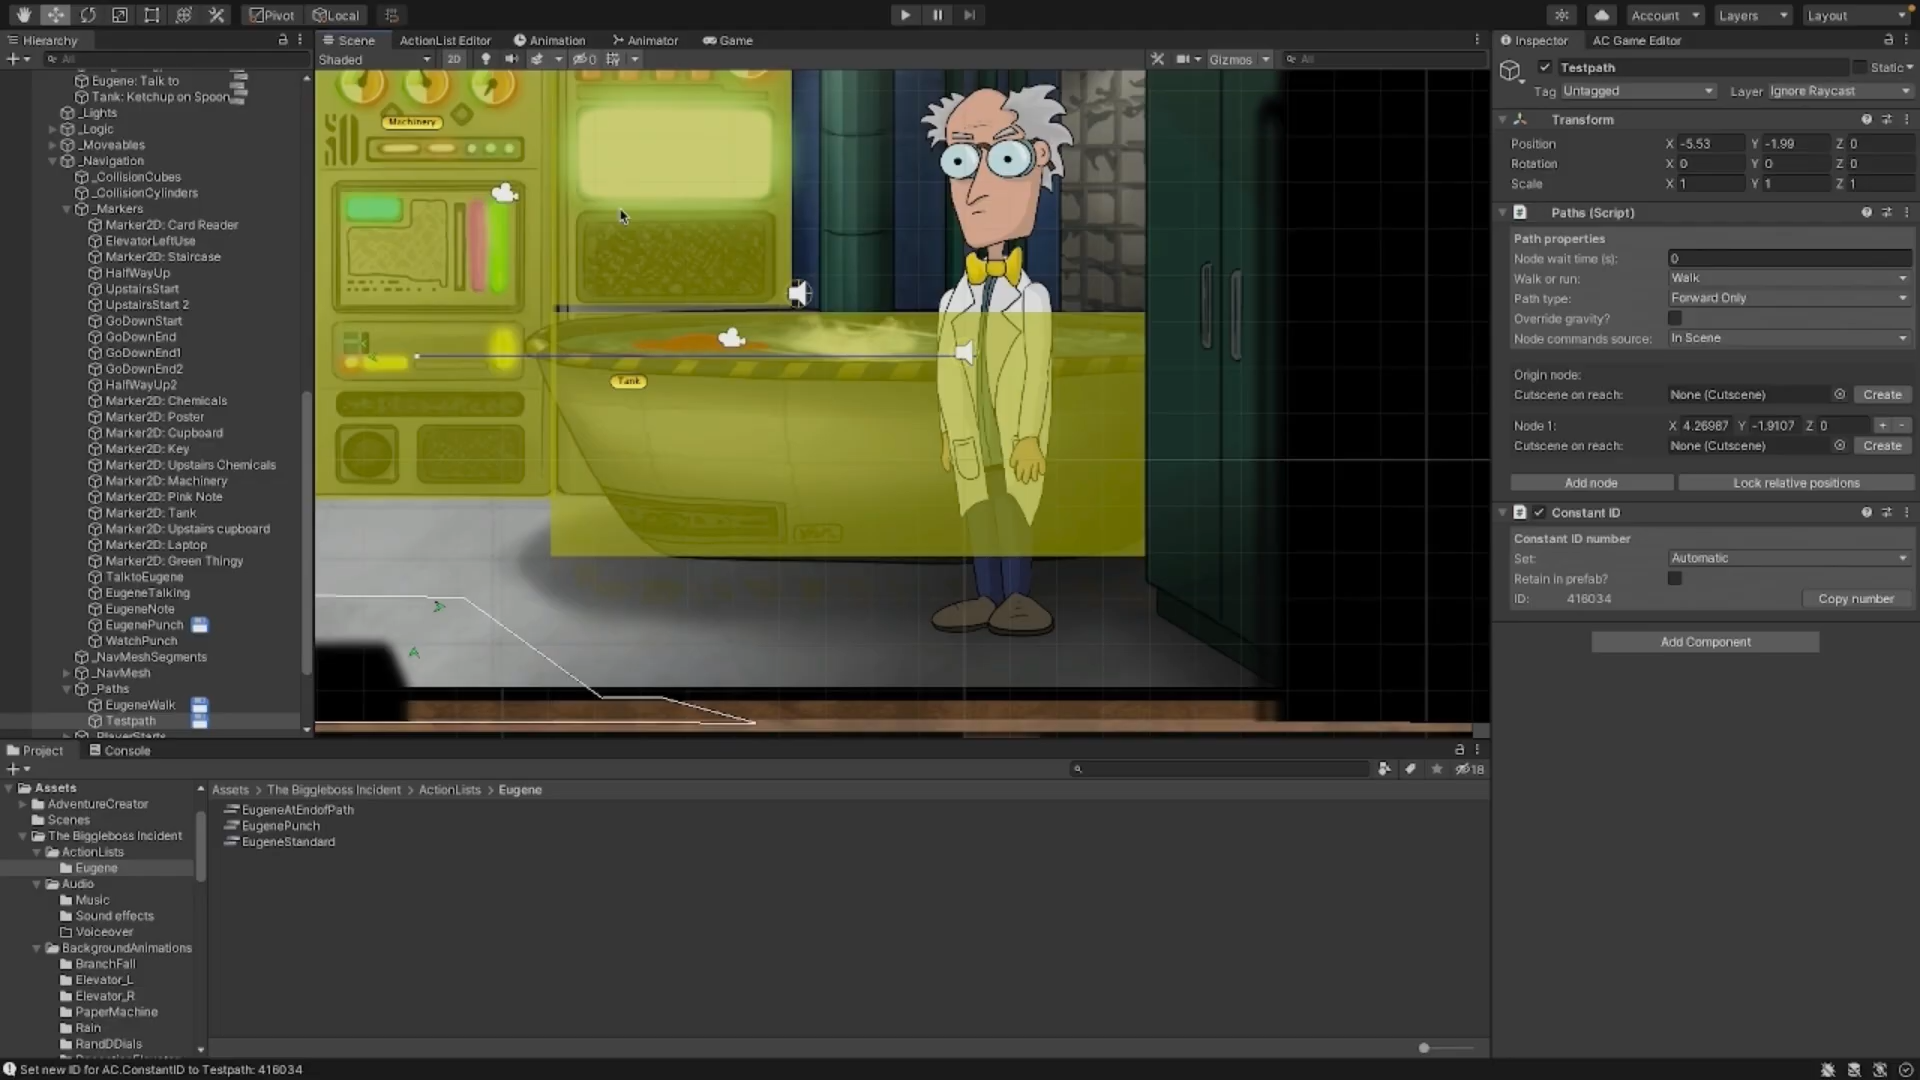 Pivot
Local
Account
Layers
Layout
Hierarchy
Scene
ActionList Editor
Animation
Animator
Game
Inspector
AC Game Editor
All
Shaded
2D
0
Gizmos
All
Testpath
Static
Tag Untagged
Layer Ignore Raycast
Eugene: Talk to
Tank: Ketchup on Spoon
_Lights
_Logic
_Moveables
_Navigation
_CollisionCubes
_CollisionCylinders
_Markers
Marker2D: Card Reader
ElevatorLeftUse
Marker2D: Staircase
HalfWayUp
UpstairsStart
UpstairsStart 2
GoDownStart
GoDownEnd
GoDownEnd1
GoDownEnd2
HalfWayUp2
Marker2D: Chemicals
Marker2D: Poster
Marker2D: Cupboard
Marker2D: Key
Marker2D: Upstairs Chemicals
Marker2D: Machinery
Marker2D: Pink Note
Marker2D: Tank
Marker2D: Upstairs cupboard
Marker2D: Laptop
Marker2D: Green Thingy
TalktoEugene
EugeneTalking
EugeneNote
EugenePunch
WatchPunch
_NavMeshSegments
_NavMesh
_Paths
EugeneWalk
Testpath
_PlayerStarts
Machinery
Tank
Transform
Position X -5.53 Y -1.99 Z 0
Rotation X 0 Y 0 Z 0
Scale X 1 Y 1 Z 1
Paths (Script)
Path properties
Node wait time (s): 0
Walk or run: Walk
Path type: Forward Only
Override gravity?
Node commands source: In Scene
Origin node:
Cutscene on reach: None (Cutscene) Create
Node 1: X 4.26987 Y -1.9107 Z 0 + -
Cutscene on reach: None (Cutscene) Create
Add node
Lock relative positions
Constant ID
Constant ID number
Set: Automatic
Retain in prefab?
ID: 416034 Copy number
Add Component
Project
Console
18
Assets
AdventureCreator
Scenes
The Biggleboss Incident
ActionLists
Eugene
Audio
Music
Sound effects
Voiceover
BackgroundAnimations
BranchFall
Elevator_L
Elevator_R
PaperMachine
Rain
RandDDials
Assets > The Biggleboss Incident > ActionLists > Eugene
EugeneAtEndofPath
EugenePunch
EugeneStandard
Set new ID for AC.ConstantID to Testpath: 416034